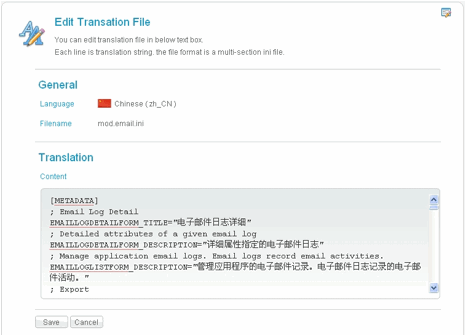 Edit Transation File
You can edit translation file in below text box.
Each line is translation string. the file format is a multi-section ini file.
General
Language Chinese ( zh_CN )
Filename mod.email.ini
Translation
Content
[METADATA]
; Email Log Detail
EMAILLOGDETAILFORM_TITLE="电子邮件日志详细"
; Detailed attributes of a given email log
EMAILLOGDETAILFORM_DESCRIPTION="详细属性指定的电子邮件日志"
; Manage application email logs. Email logs record email activities.
EMAILLOGLISTFORM_DESCRIPTION="管理应用程序的电子邮件记录。电子邮件日志记录的电子邮
件活动。"
; Export
Save Cancel